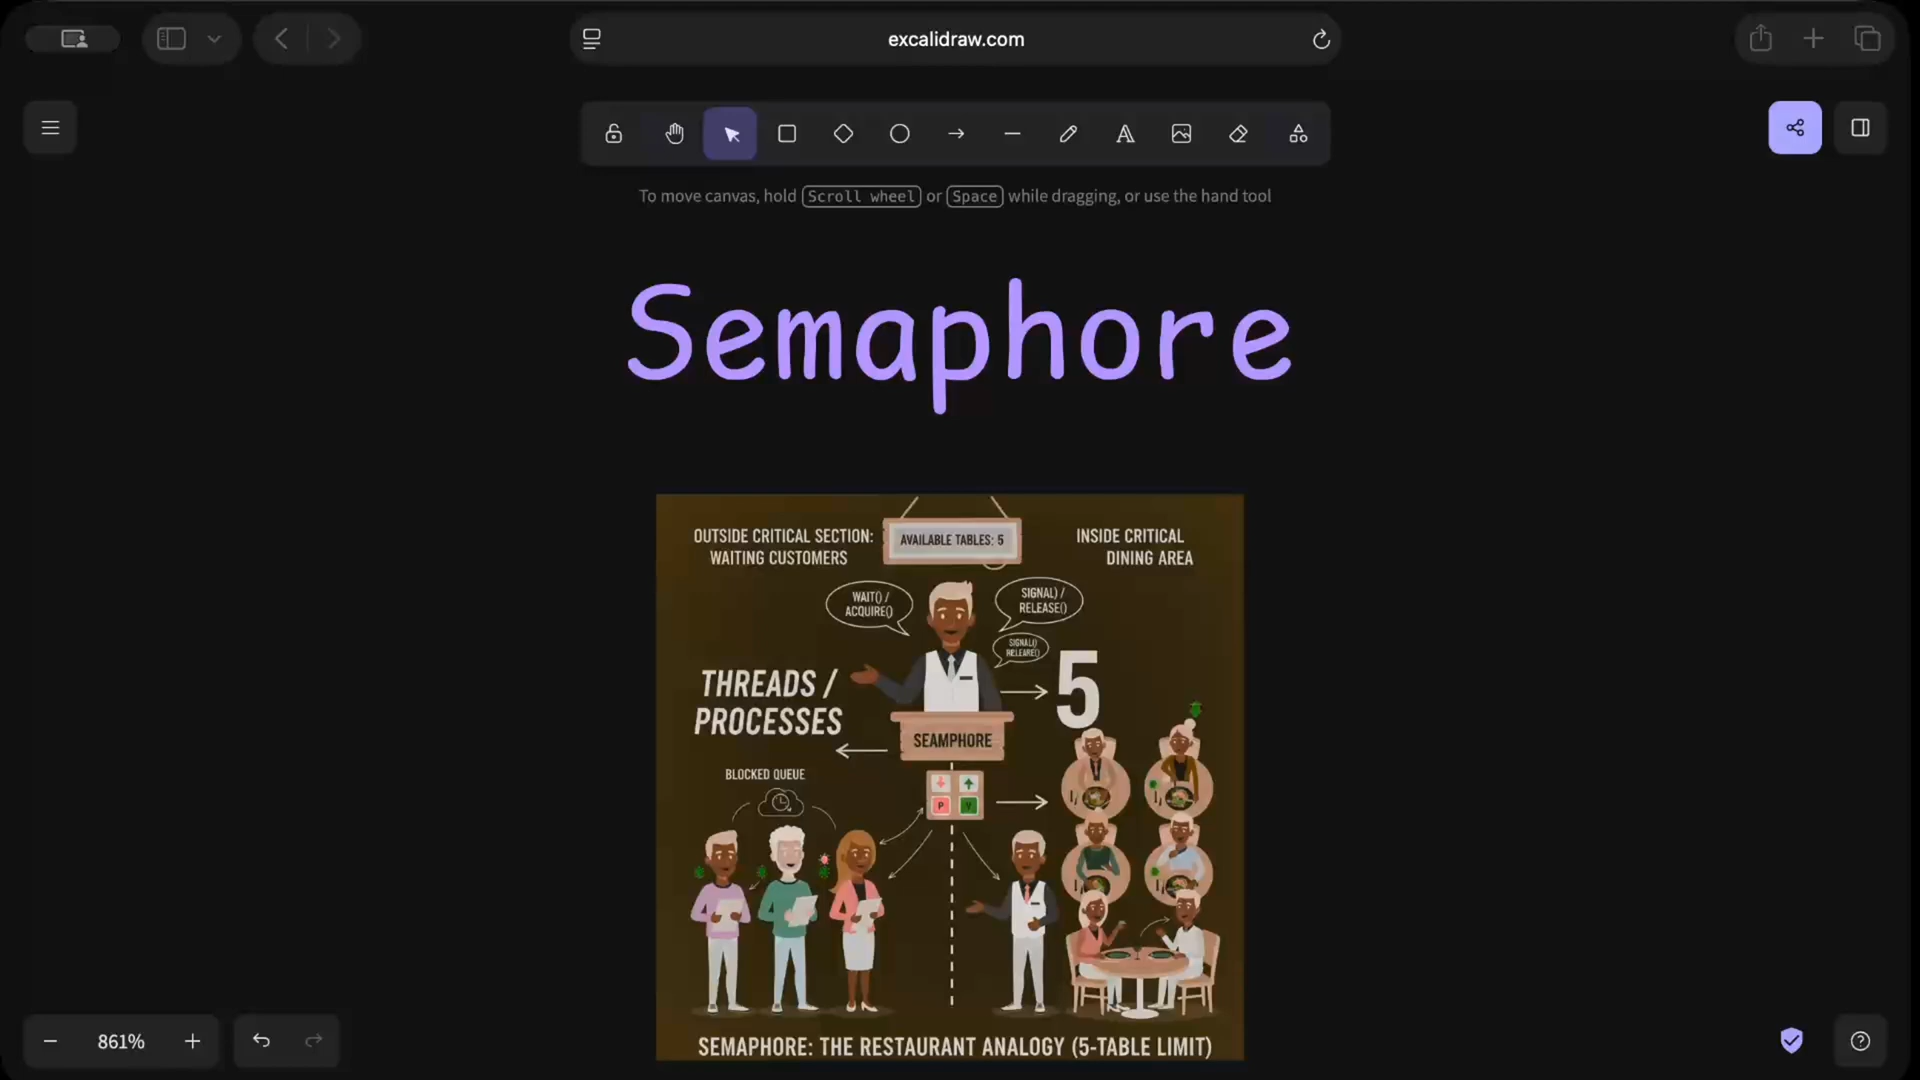 excalidraw.com
To move canvas, hold Scroll wheel or Space while dragging, or use the hand tool
Semaphore
OUTSIDE CRITICAL SECTION:
WAITING CUSTOMERS
AVAILABLE TABLES: 5
INSIDE CRITICAL
DINING AREA
WAIT() /
ACQUIRE()
SIGNAL) /
RELEASE()
SIGNAL()
RELEARE()
THREADS /
PROCESSES
5
SEAMPHORE
BLOCKED QUEUE
P V
SEMAPHORE: THE RESTAURANT ANALOGY (5-TABLE LIMIT)
861%